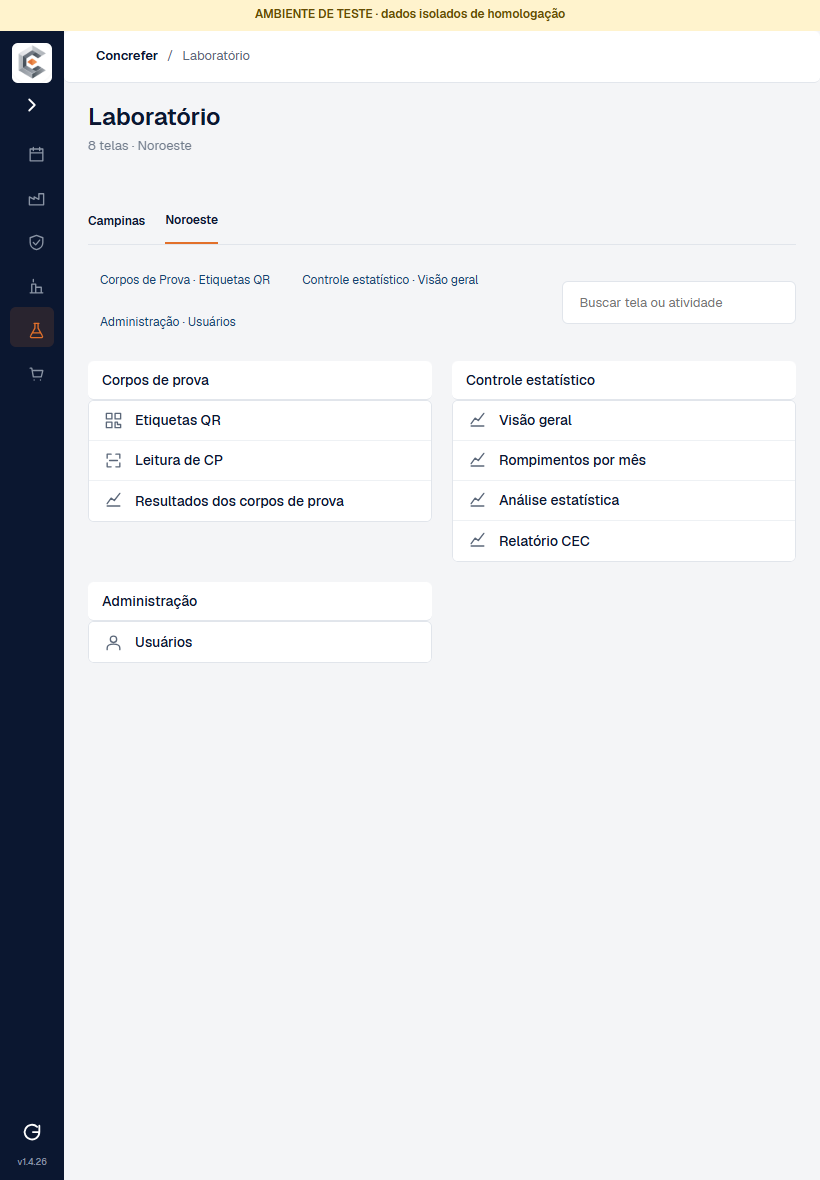 AMBIENTE DE TESTE · dados isolados de homologação
Concrefer / Laboratório
Laboratório
8 telas · Noroeste
Campinas Noroeste
Corpos de Prova · Etiquetas QR Controle estatístico · Visão geral
Administração · Usuários
Buscar tela ou atividade
Corpos de prova
Etiquetas QR
Leitura de CP
Resultados dos corpos de prova
Controle estatístico
Visão geral
Rompimentos por mês
Análise estatística
Relatório CEC
Administração
Usuários
v1.4.26